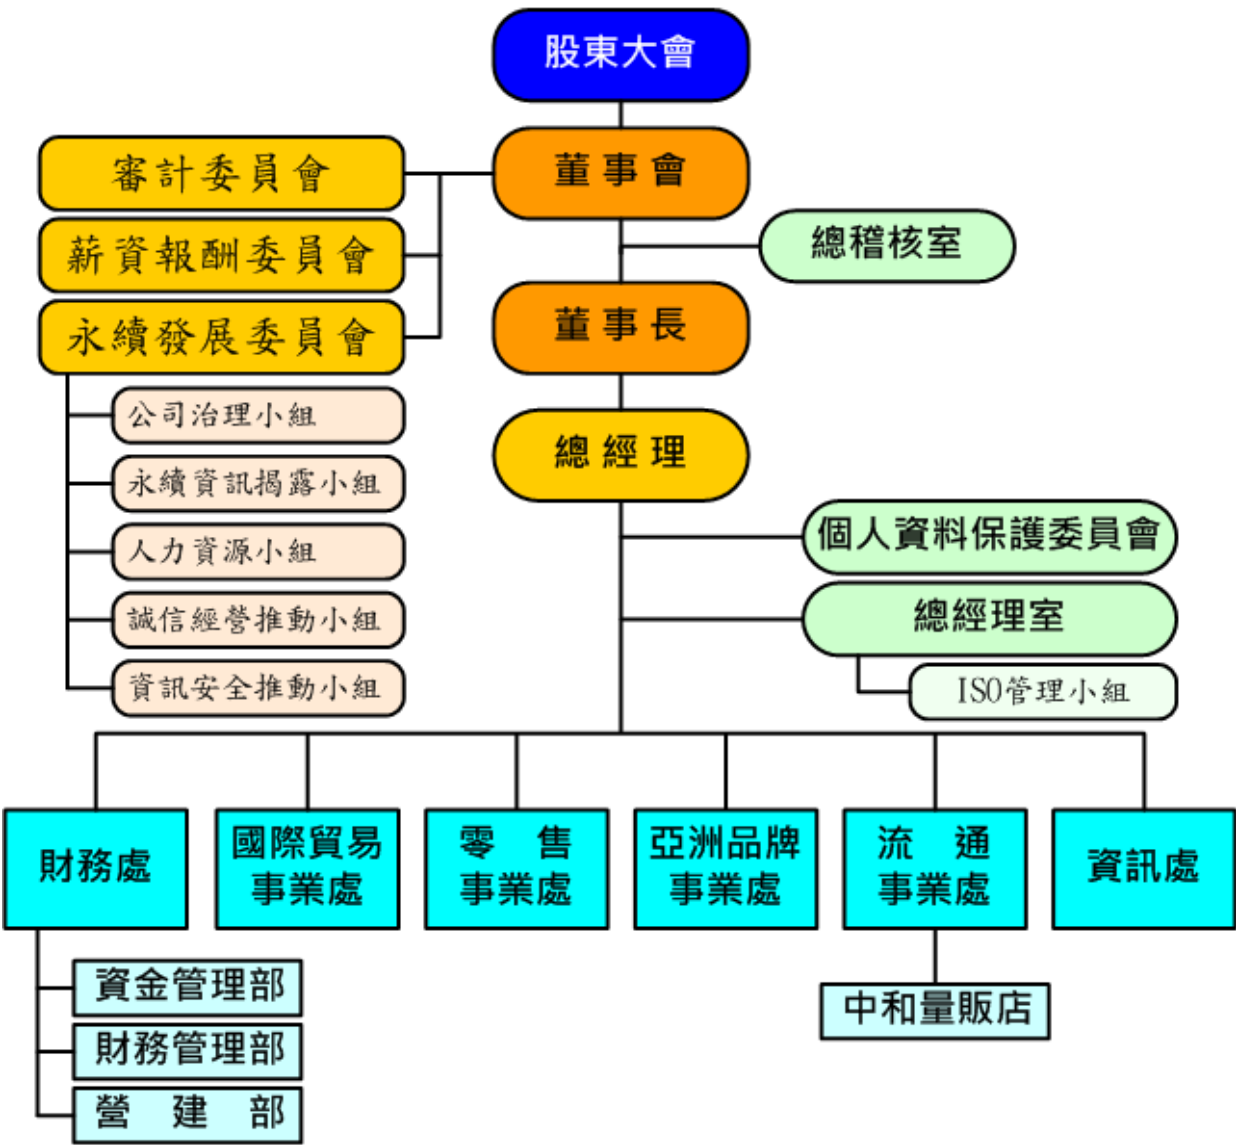 股東大會
董事會
審計委員會
薪資報酬委員會
永續發展委員會
總稽核室
董事長
公司治理小組
永續資訊揭露小組
人力資源小組
誠信經營推動小組
資訊安全推動小組
總經理
個人資料保護委員會
總經理室
ISO管理小組
財務處
國際貿易
事業處
零售
事業處
亞洲品牌
事業處
流通
事業處
資訊處
資金管理部
財務管理部
營建部
中和量販店